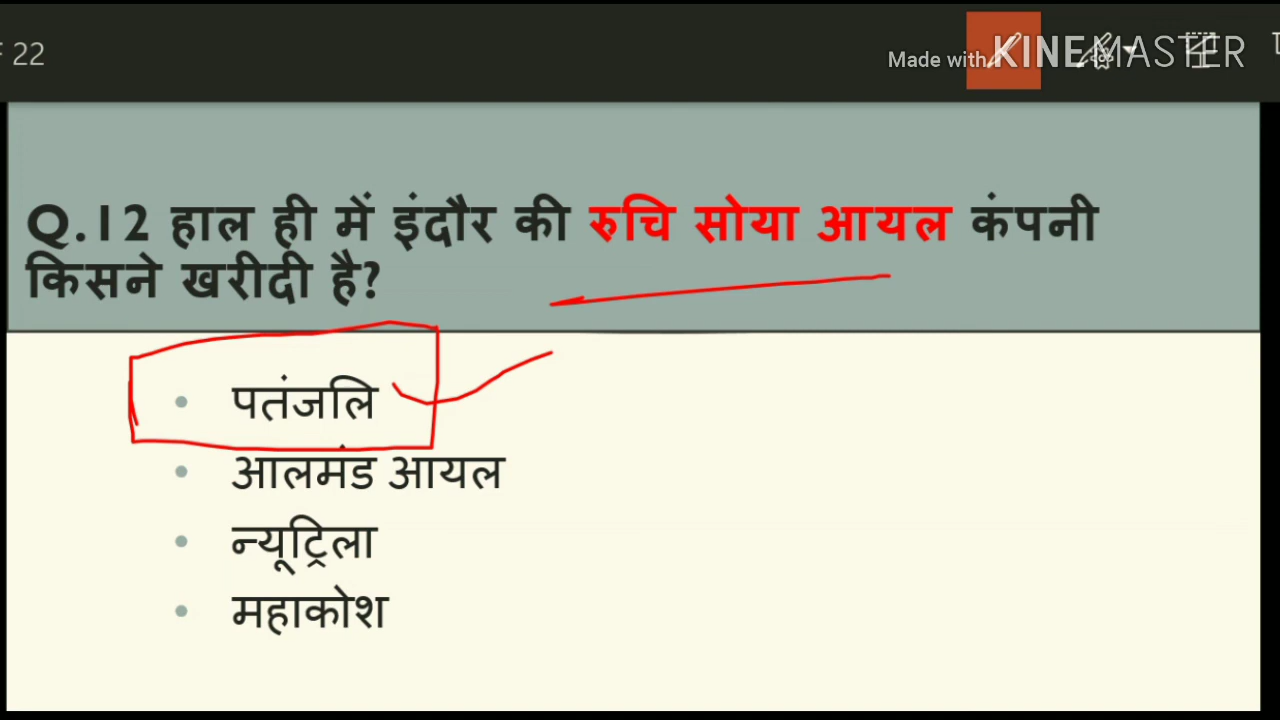 22
Made with KINEMASTER
Q.12 हाल ही में इंदौर की रुचि सोया आयल कंपनी
किसने खरीदी है?
• पतंजलि
• आलमंड आयल
• न्यूट्रिला
• महाकोश